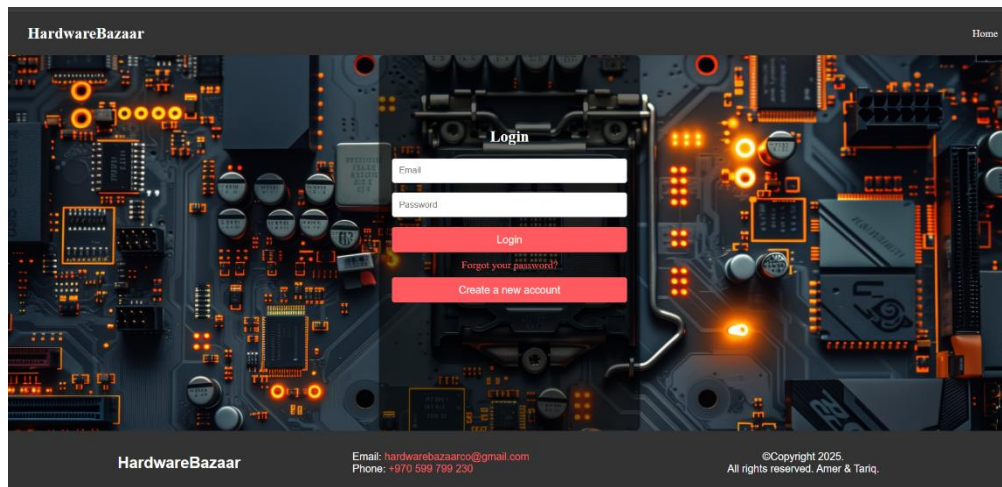 HardwareBazaar
Home
Login
Email
Password
Login
Forgot your password?
Create a new account
HardwareBazaar
Email: hardwarebazaarco@gmail.com
Phone: +970 599 799 230
©Copyright 2025.
All rights reserved. Amer & Tariq.